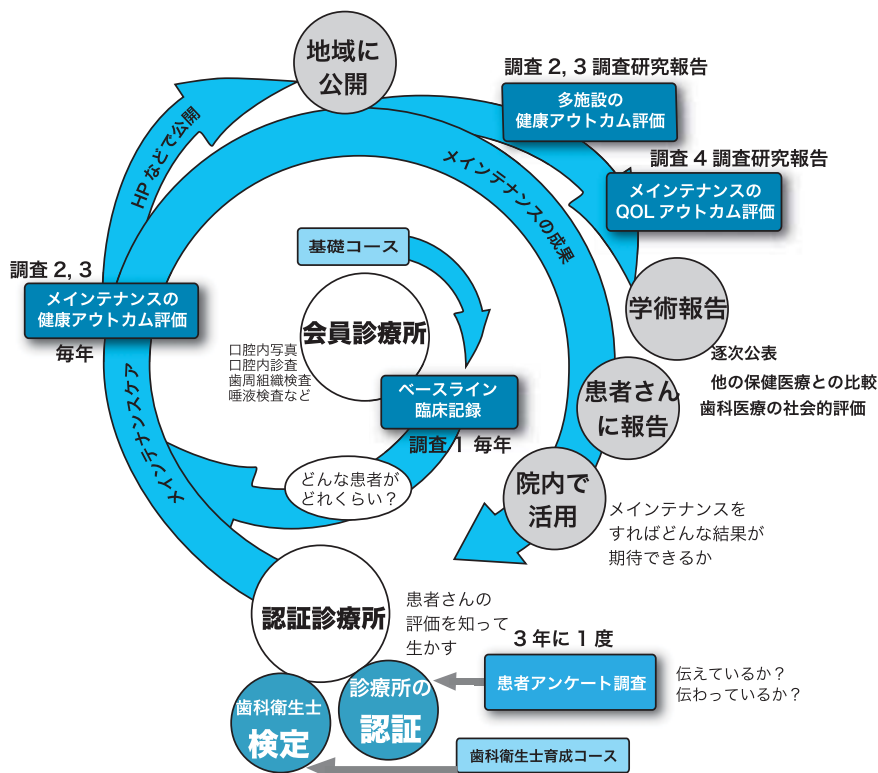 地域に
公開
調査2, 3 調査研究報告
多施設の
健康アウトカム評価
調査4 調査研究報告
メインテナンスの
QOLアウトカム評価
HPなどで公開
メインテナンスの成果
基礎コース
調査2, 3
メインテナンスの
健康アウトカム評価
毎年
会員診療所
口腔内写真
口腔内診査
歯周組織検査
唾液検査など
学術報告
逐次公表
他の保健医療との比較
歯科医療の社会的評価
ベースライン
臨床記録
調査1 毎年
患者さん
に報告
メインテナンスケア
どんな患者が
どれくらい？
院内で
活用
メインテナンスを
すればどんな結果が
期待できるか
認証診療所
患者さんの
評価を知って
生かす
3年に1度
患者アンケート調査
伝えているか？
伝わっているか？
診療所の
認証
歯科衛生士
検定
歯科衛生士育成コース